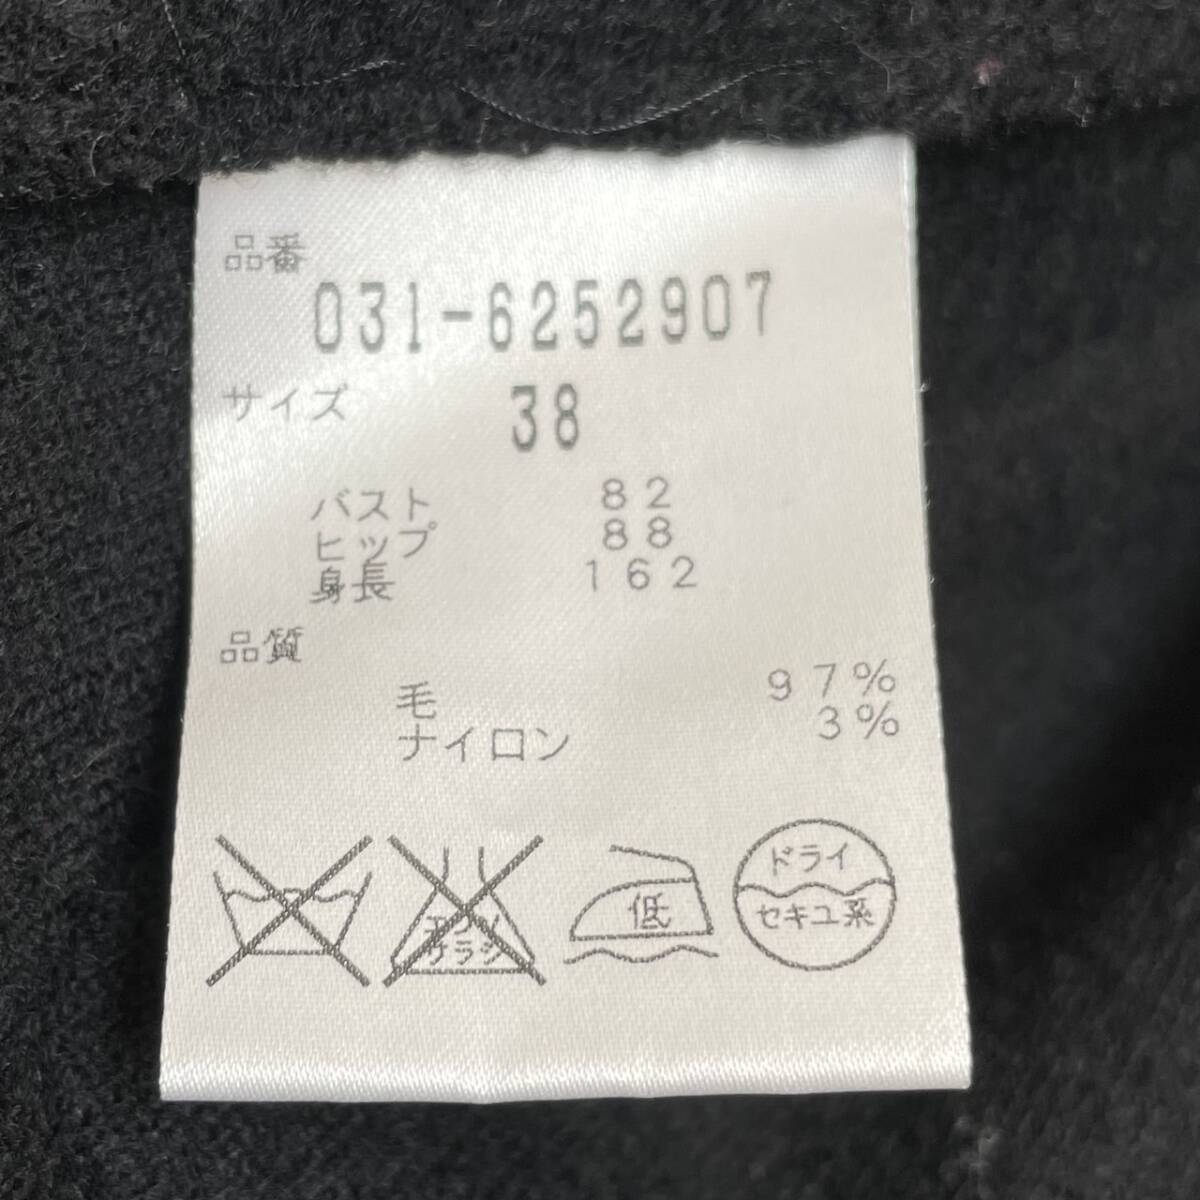 品番
031-6252907
サイズ 38
バスト 82
ヒップ 88
身長 162
品質
毛 97%
ナイロン 3%
エンソ
サラシ
低
ドライ
セキユ系